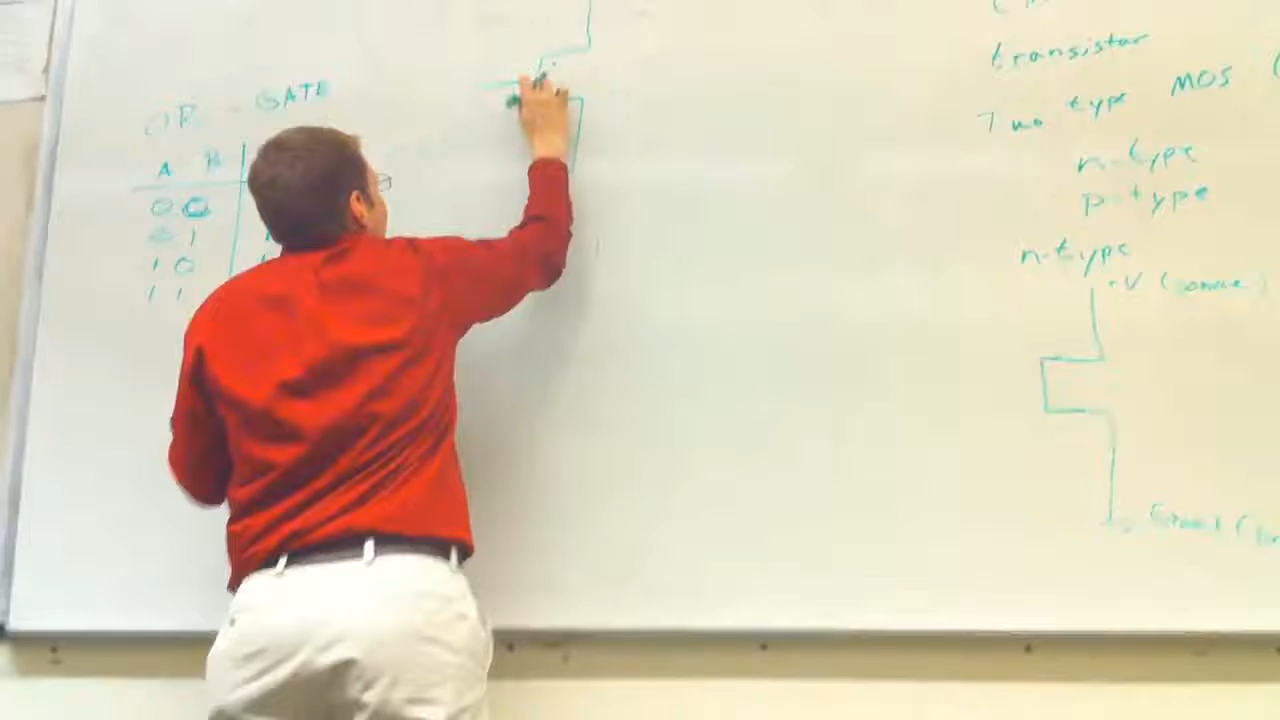 OR - GATE
A B
0 0
0 1
1 0
1 1
transistor
Two type MOS (
n-type
p-type
n-type
V (source)